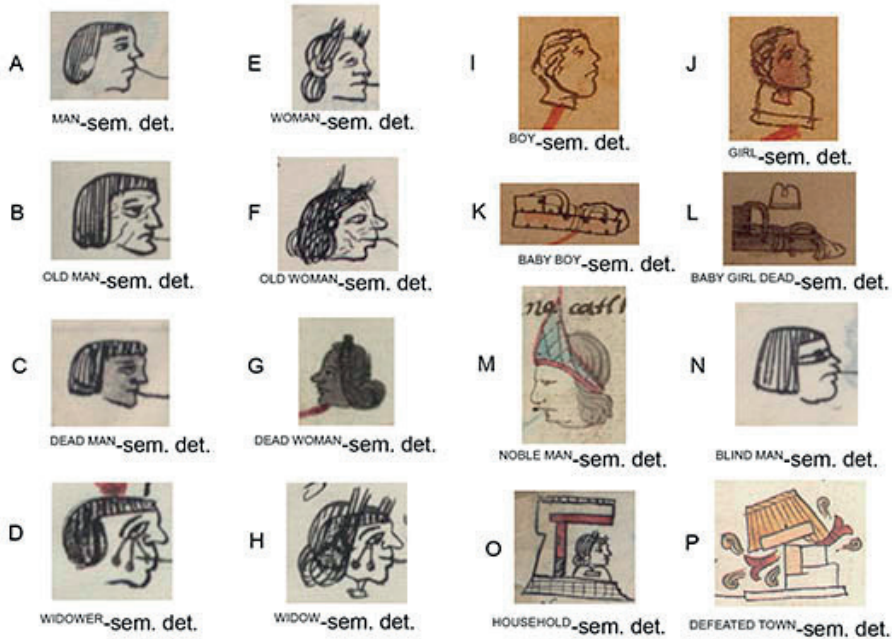 A
MAN-sem. det.
E
WOMAN-sem. det.
I
BOY-sem. det.
J
GIRL-sem. det.
B
OLD MAN-sem. det.
F
OLD WOMAN-sem. det.
K
BABY BOY-sem. det.
L
BABY GIRL DEAD-sem. det.
C
DEAD MAN-sem. det.
G
DEAD WOMAN-sem. det.
M
NOBLE MAN-sem. det.
N
BLIND MAN-sem. det.
D
WIDOWER-sem. det.
H
WIDOW-sem. det.
O
HOUSEHOLD-sem. det.
P
DEFEATED TOWN-sem. det.